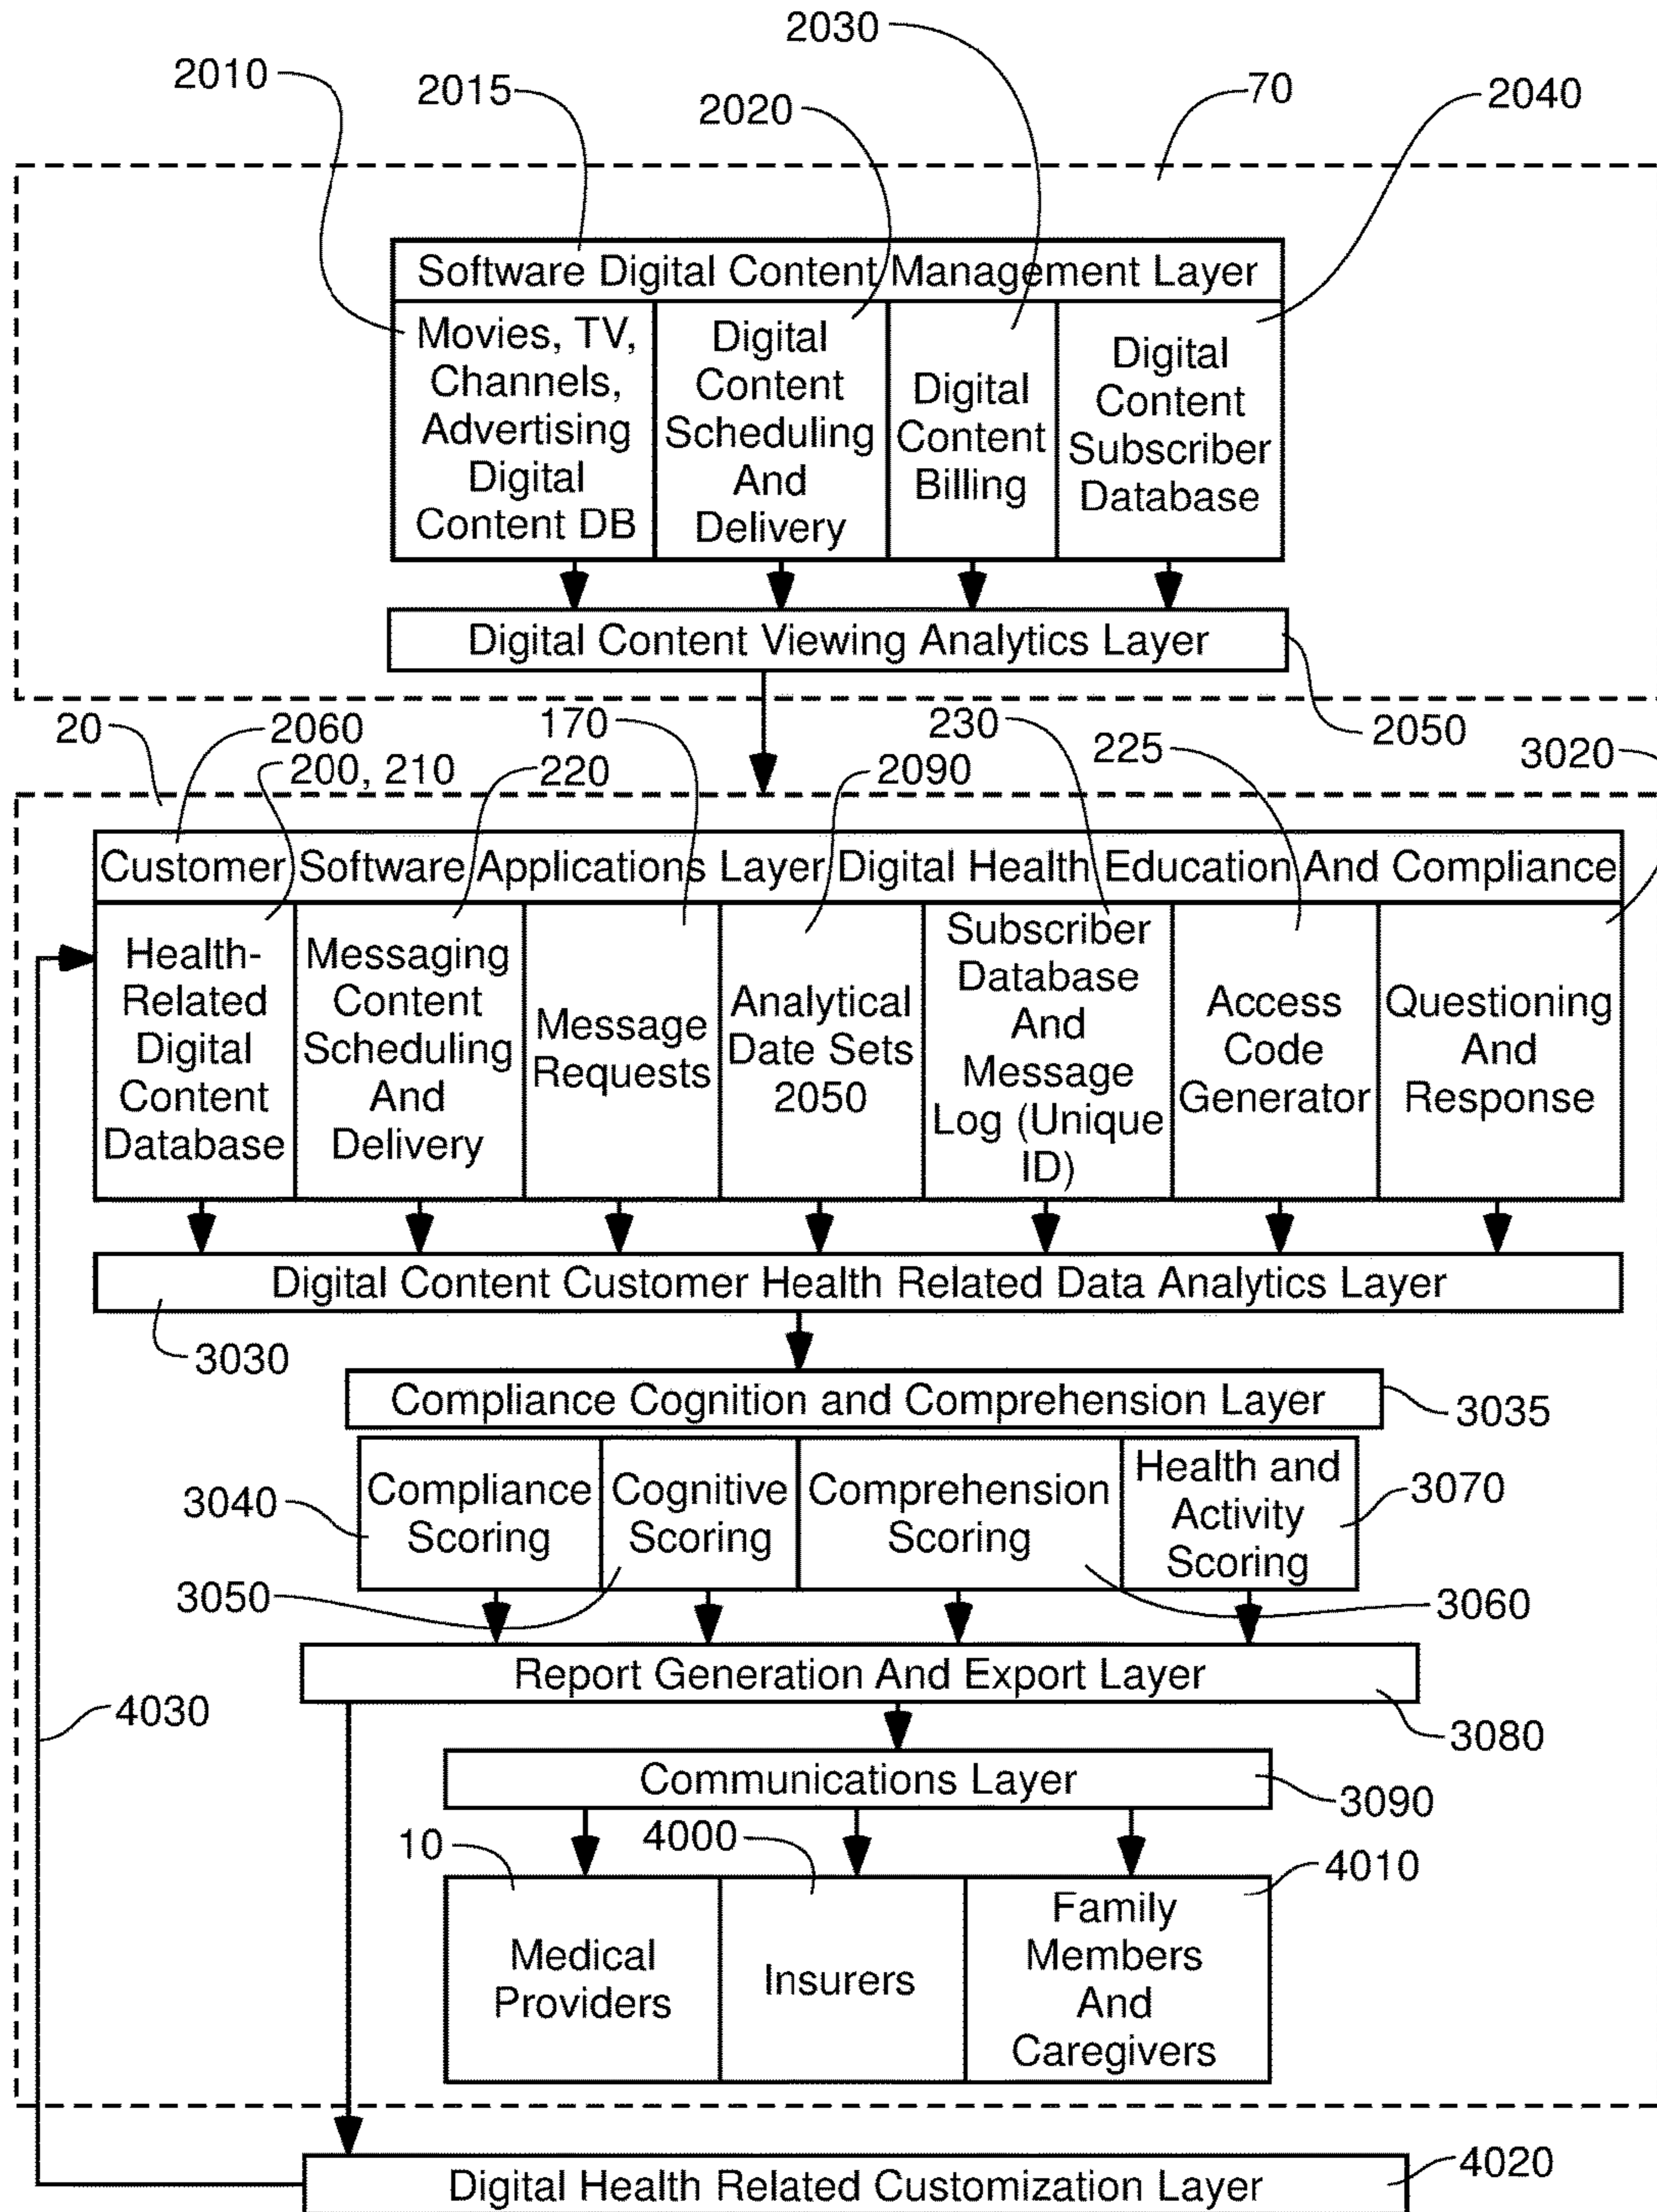 2030
2010
2015
2020
70
2040
Software Digital Content Management Layer
Movies, TV,
Channels,
Advertising
Digital
Content DB
Digital
Content
Scheduling
And
Delivery
Digital
Content
Billing
Digital
Content
Subscriber
Database
Digital Content Viewing Analytics Layer
2050
20
2060
200, 210
220
170
2090
230
225
3020
Customer Software Applications Layer Digital Health Education And Compliance
Health-
Related
Digital
Content
Database
Messaging
Content
Scheduling
And
Delivery
Message
Requests
Analytical
Date Sets
2050
Subscriber
Database
And
Message
Log (Unique
ID)
Access
Code
Generator
Questioning
And
Response
Digital Content Customer Health Related Data Analytics Layer
3030
Compliance Cognition and Comprehension Layer
3035
3040
Compliance
Scoring
Cognitive
Scoring
Comprehension
Scoring
Health and
Activity
Scoring
3070
3050
3060
Report Generation And Export Layer
4030
3080
Communications Layer
3090
10
4000
4010
Medical
Providers
Insurers
Family
Members
And
Caregivers
Digital Health Related Customization Layer
4020